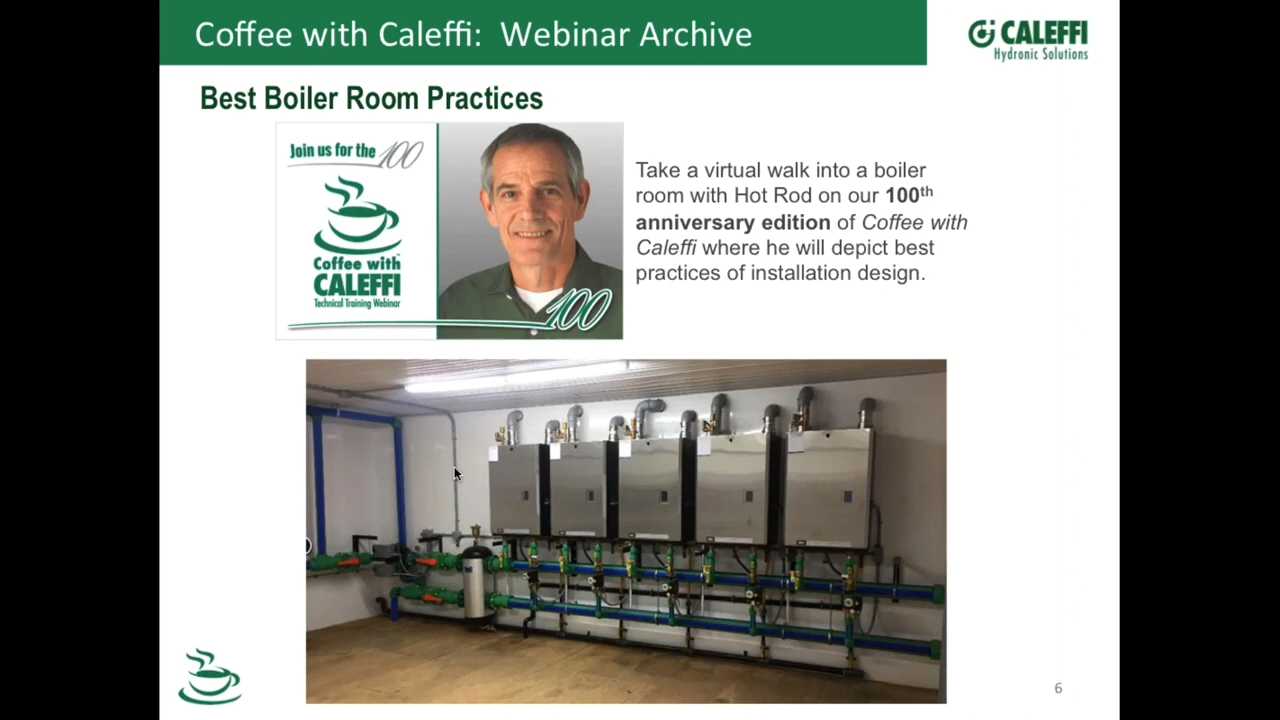 Coffee with Caleffi:  Webinar Archive
CALEFFI
Hydronic Solutions
Best Boiler Room Practices
Join us for the 100
Coffee with
CALEFFI™
Technical Training Webinar
100
Take a virtual walk into a boiler
room with Hot Rod on our 100th
anniversary edition of Coffee with
Caleffi where he will depict best
practices of installation design.
6